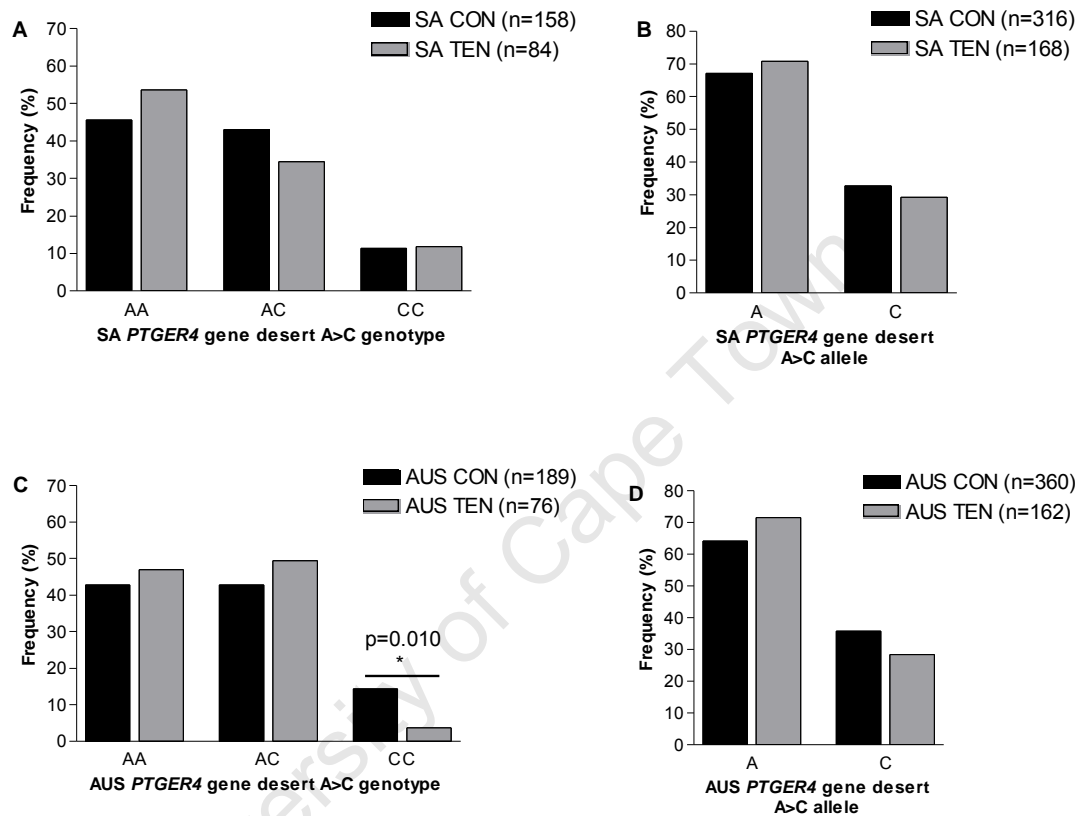 A
SA CON (n=158)
SA TEN (n=84)
70
60
50
40
30
20
10
0
Frequency (%)
AA AC CC
SA PTGER4 gene desert A>C genotype
B
SA CON (n=316)
SA TEN (n=168)
80
70
60
50
40
30
20
10
0
Frequency (%)
A C
SA PTGER4 gene desert
A>C allele
C
AUS CON (n=189)
AUS TEN (n=76)
70
60
50
40
30
20
10
0
Frequency (%)
p=0.010
*
AA AC CC
AUS PTGER4 gene desert A>C genotype
D
AUS CON (n=360)
AUS TEN (n=162)
80
70
60
50
40
30
20
10
0
Frequency (%)
A C
AUS PTGER4 gene desert
A>C allele
ersity of Cape Town